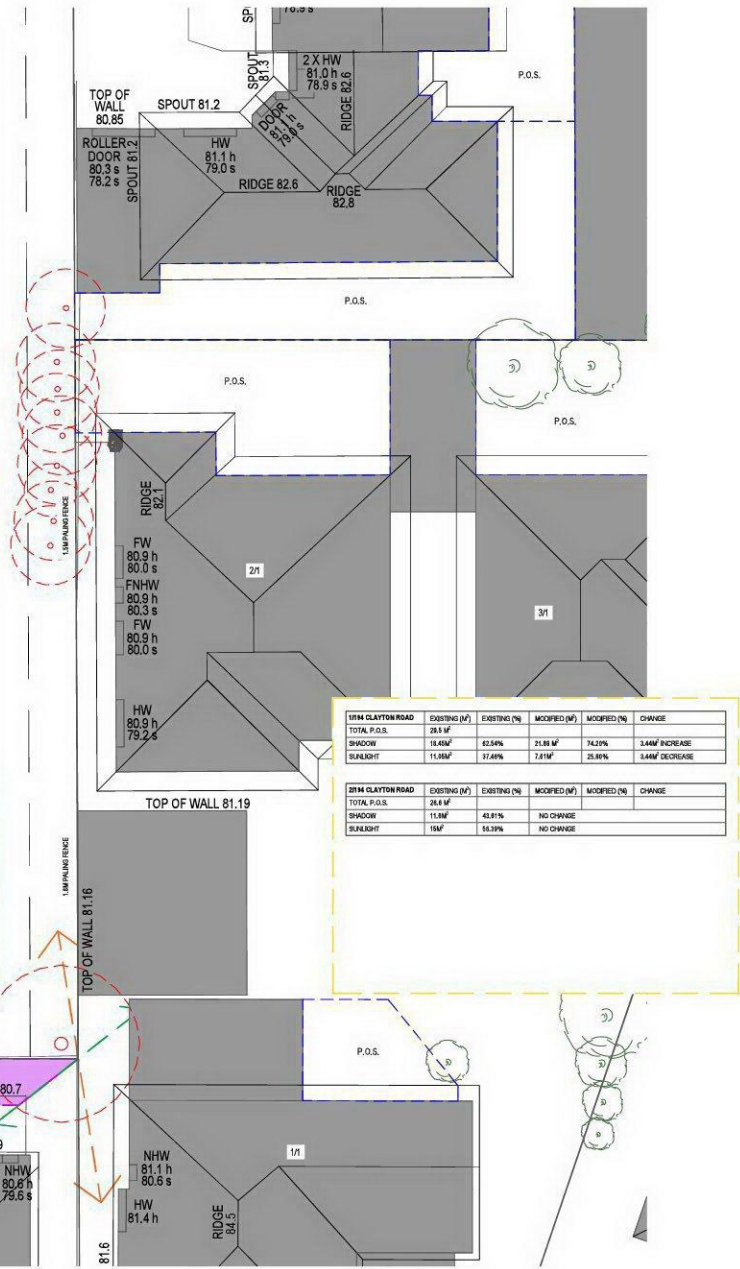 78.9 s
2 X HW
81.0 h
78.9 s
SPOUT
81.3
RIDGE 82.6
P.O.S.
TOP OF
WALL
80.85
SPOUT 81.2
DOOR
81.1 h
79.0 s
ROLLER
DOOR
80.3 s
78.2 s
SPOUT 81.2
HW
81.1 h
79.0 s
RIDGE 82.6
RIDGE
82.8
P.O.S.
P.O.S.
P.O.S.
RIDGE
82.1
1.5M PALING FENCE
FW
80.9 h
80.0 s
FNHW
80.9 h
80.3 s
FW
80.9 h
80.0 s
2/1
3/1
HW
80.9 h
79.2 s
1/194 CLAYTON ROAD EXISTING (M²) EXISTING (%) MODIFIED (M²) MODIFIED (%) CHANGE
TOTAL P.O.S. 29.5 M²
SHADOW 18.45M² 62.54% 21.89 M² 74.20% 3.44M² INCREASE
SUNLIGHT 11.05M² 37.46% 7.61M² 25.80% 3.44M² DECREASE
2/194 CLAYTON ROAD EXISTING (M²) EXISTING (%) MODIFIED (M²) MODIFIED (%) CHANGE
TOTAL P.O.S. 26.6 M²
SHADOW 11.6M² 43.61% NO CHANGE
SUNLIGHT 15M² 56.39% NO CHANGE
TOP OF WALL 81.19
1.6M PALING FENCE
TOP OF WALL 81.16
P.O.S.
80.7
1/1
NHW
81.1 h
80.6 s
HW
81.4 h
NHW
80.6 h
79.6 s
RIDGE
84.5
81.6